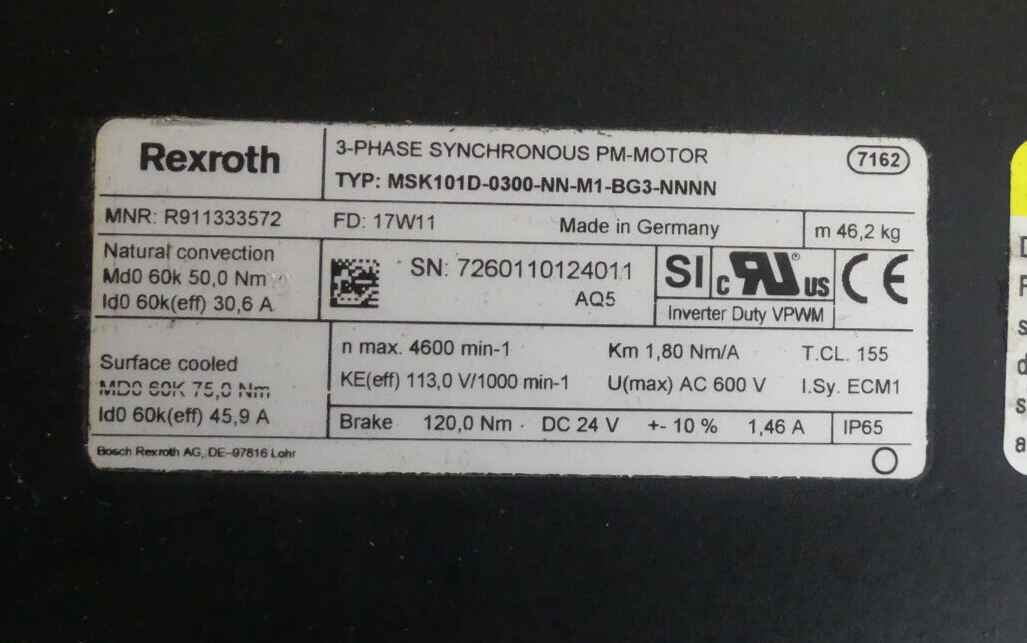 Rexroth
3-PHASE SYNCHRONOUS PM-MOTOR
7162
TYP: MSK101D-0300-NN-M1-BG3-NNNN
MNR: R911333572
FD: 17W11
Made in Germany
m 46,2 kg
Natural convection
Md0 60k 50,0 Nm
Id0 60k(eff) 30,6 A
SN: 7260110124011
AQ5
SI
c RU® US
Inverter Duty VPWM
CE
Surface cooled
MD0 60K 75,0 Nm
Id0 60k(eff) 45,9 A
n max. 4600 min-1
Km 1,80 Nm/A
T.CL. 155
KE(eff) 113,0 V/1000 min-1
U(max) AC 600 V
I.Sy. ECM1
Brake 120,0 Nm DC 24 V +- 10 % 1,46 A
IP65
Bosch Rexroth AG, DE-97816 Lohr